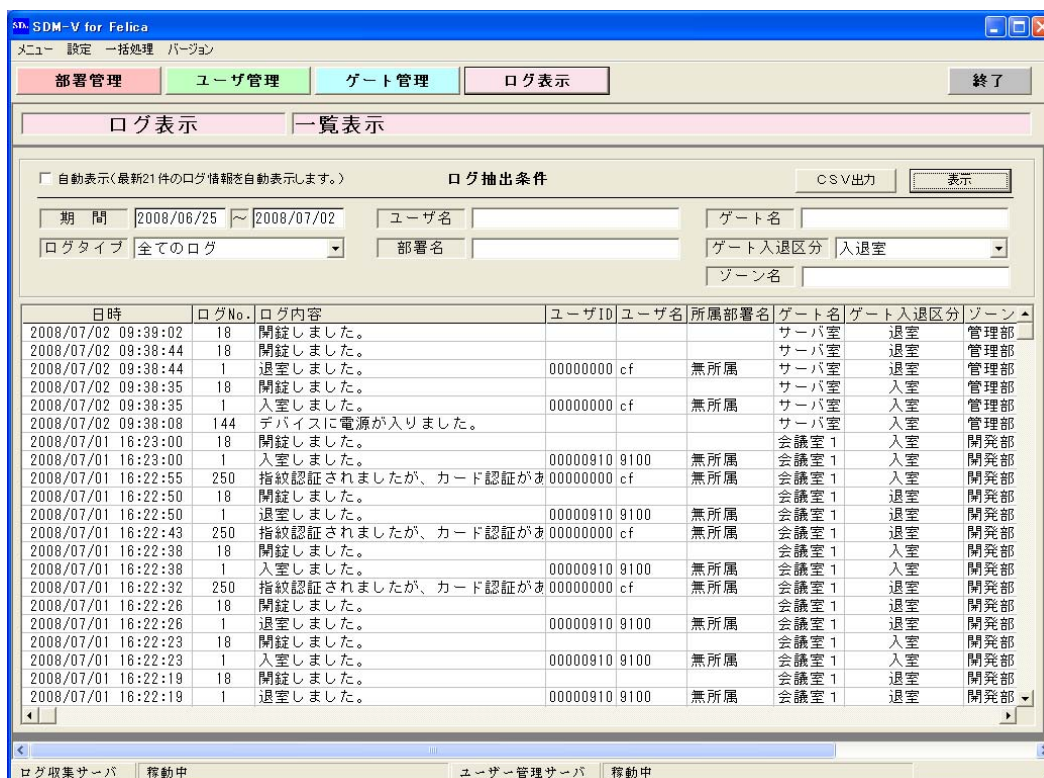 SDM-V for Felica
メニュー 設定 一括処理 バージョン
部署管理 ユーザ管理 ゲート管理 ログ表示 終了
ログ表示 一覧表示
自動表示(最新21件のログ情報を自動表示します。) ログ抽出条件 CSV出力 表示
期間 2008/06/25 ～ 2008/07/02 ユーザ名 ゲート名
ログタイプ 全てのログ 部署名 ゲート入退区分 入退室
ゾーン名
日時 ログNo. ログ内容 ユーザID ユーザ名 所属部署名 ゲート名 ゲート入退区分 ゾーン
2008/07/02 09:39:02 18 開錠しました。 サーバ室 退室 管理部
2008/07/02 09:38:44 18 開錠しました。 サーバ室 退室 管理部
2008/07/02 09:38:44 1 退室しました。 00000000 cf 無所属 サーバ室 退室 管理部
2008/07/02 09:38:35 18 開錠しました。 サーバ室 入室 管理部
2008/07/02 09:38:35 1 入室しました。 00000000 cf 無所属 サーバ室 入室 管理部
2008/07/02 09:38:08 144 デバイスに電源が入りました。 サーバ室 入室 管理部
2008/07/01 16:23:00 18 開錠しました。 会議室1 入室 開発部
2008/07/01 16:23:00 1 入室しました。 00000910 9100 無所属 会議室1 入室 開発部
2008/07/01 16:22:55 250 指紋認証されましたが、カード認証があ 00000000 cf 無所属 会議室1 入室 開発部
2008/07/01 16:22:50 18 開錠しました。 会議室1 退室 開発部
2008/07/01 16:22:50 1 退室しました。 00000910 9100 無所属 会議室1 退室 開発部
2008/07/01 16:22:43 250 指紋認証されましたが、カード認証があ 00000000 cf 無所属 会議室1 退室 開発部
2008/07/01 16:22:38 18 開錠しました。 会議室1 入室 開発部
2008/07/01 16:22:38 1 入室しました。 00000910 9100 無所属 会議室1 入室 開発部
2008/07/01 16:22:32 250 指紋認証されましたが、カード認証があ 00000000 cf 無所属 会議室1 入室 開発部
2008/07/01 16:22:26 18 開錠しました。 会議室1 退室 開発部
2008/07/01 16:22:26 1 退室しました。 00000910 9100 無所属 会議室1 退室 開発部
2008/07/01 16:22:23 18 開錠しました。 会議室1 入室 開発部
2008/07/01 16:22:23 1 入室しました。 00000910 9100 無所属 会議室1 入室 開発部
2008/07/01 16:22:19 18 開錠しました。 会議室1 退室 開発部
2008/07/01 16:22:19 1 退室しました。 00000910 9100 無所属 会議室1 退室 開発部
ログ収集サーバ 稼動中 ユーザー管理サーバ 稼動中